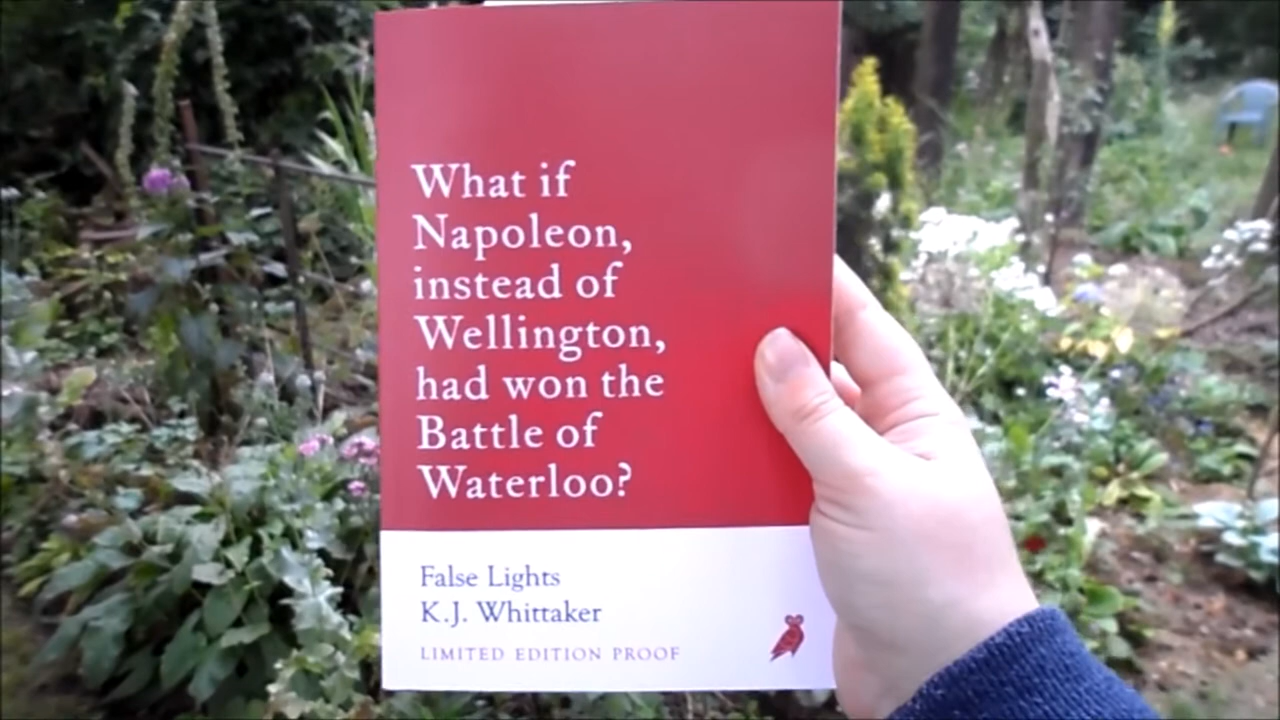 What if
Napoleon,
instead of
Wellington,
had won the
Battle of
Waterloo?
False Lights
K.J. Whittaker
LIMITED EDITION PROOF